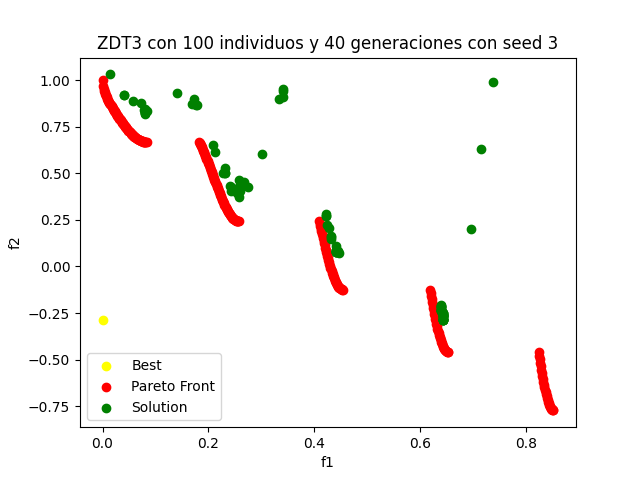 ZDT3 con 100 individuos y 40 generaciones con seed 3
1.00
0.75
0.50
0.25
0.00
−0.25
−0.50
−0.75
f2
Best
Pareto Front
Solution
0.0 0.2 0.4 0.6 0.8
f1